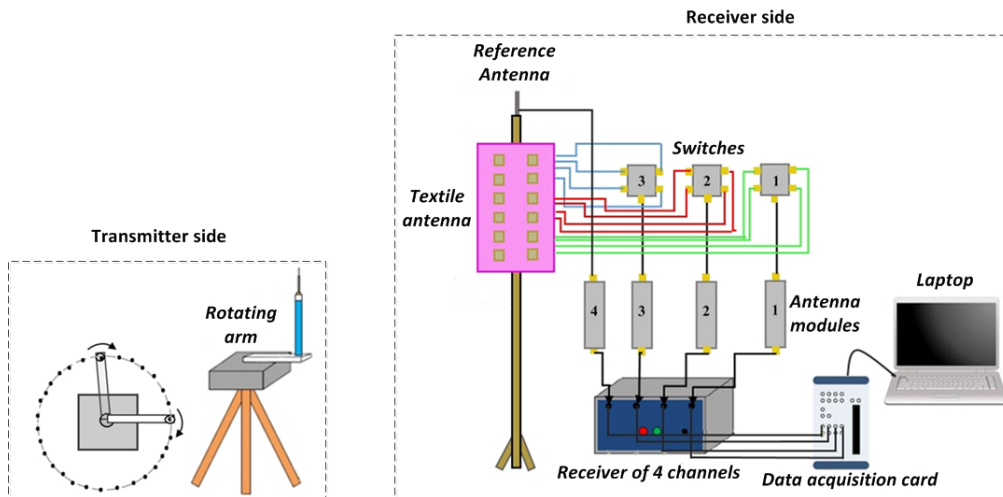 Receiver side
Reference
Antenna
Switches
3
2
1
Textile
antenna
Transmitter side
Rotating
arm
Laptop
4
3
2
1
Antenna
modules
Receiver of 4 channels
Data acquisition card